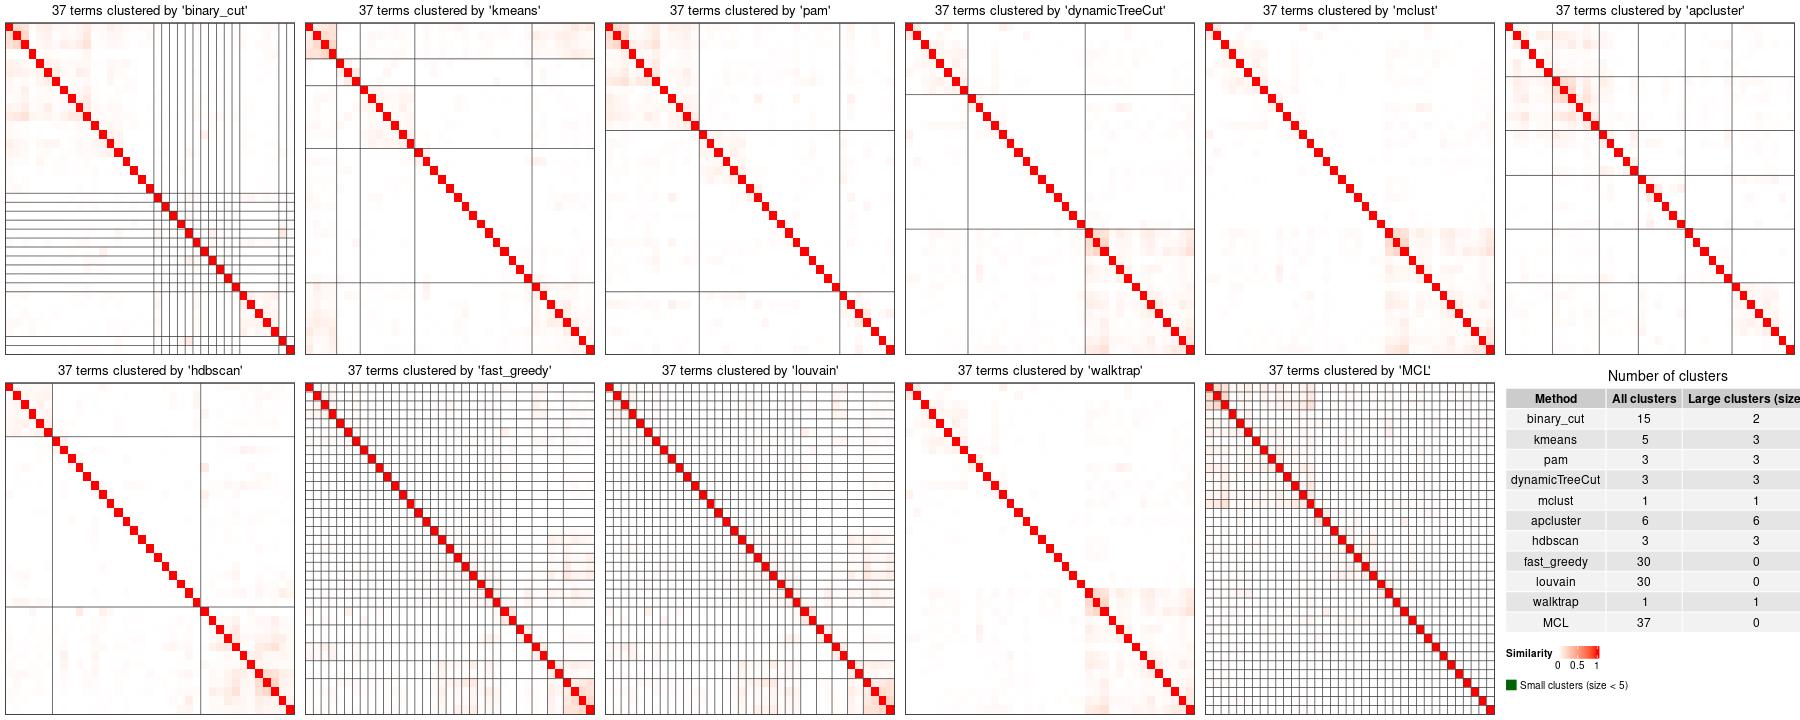 37 terms clustered by 'binary_cut'
37 terms clustered by 'kmeans'
37 terms clustered by 'pam'
37 terms clustered by 'dynamicTreeCut'
37 terms clustered by 'mclust'
37 terms clustered by 'apcluster'
37 terms clustered by 'hdbscan'
37 terms clustered by 'fast_greedy'
37 terms clustered by 'louvain'
37 terms clustered by 'walktrap'
37 terms clustered by 'MCL'
Number of clusters
Method All clusters Large clusters (size
binary_cut 15 2
kmeans 5 3
pam 3 3
dynamicTreeCut 3 3
mclust 1 1
apcluster 6 6
hdbscan 3 3
fast_greedy 30 0
louvain 30 0
walktrap 1 1
MCL 37 0
Similarity
0 0.5 1
Small clusters (size < 5)